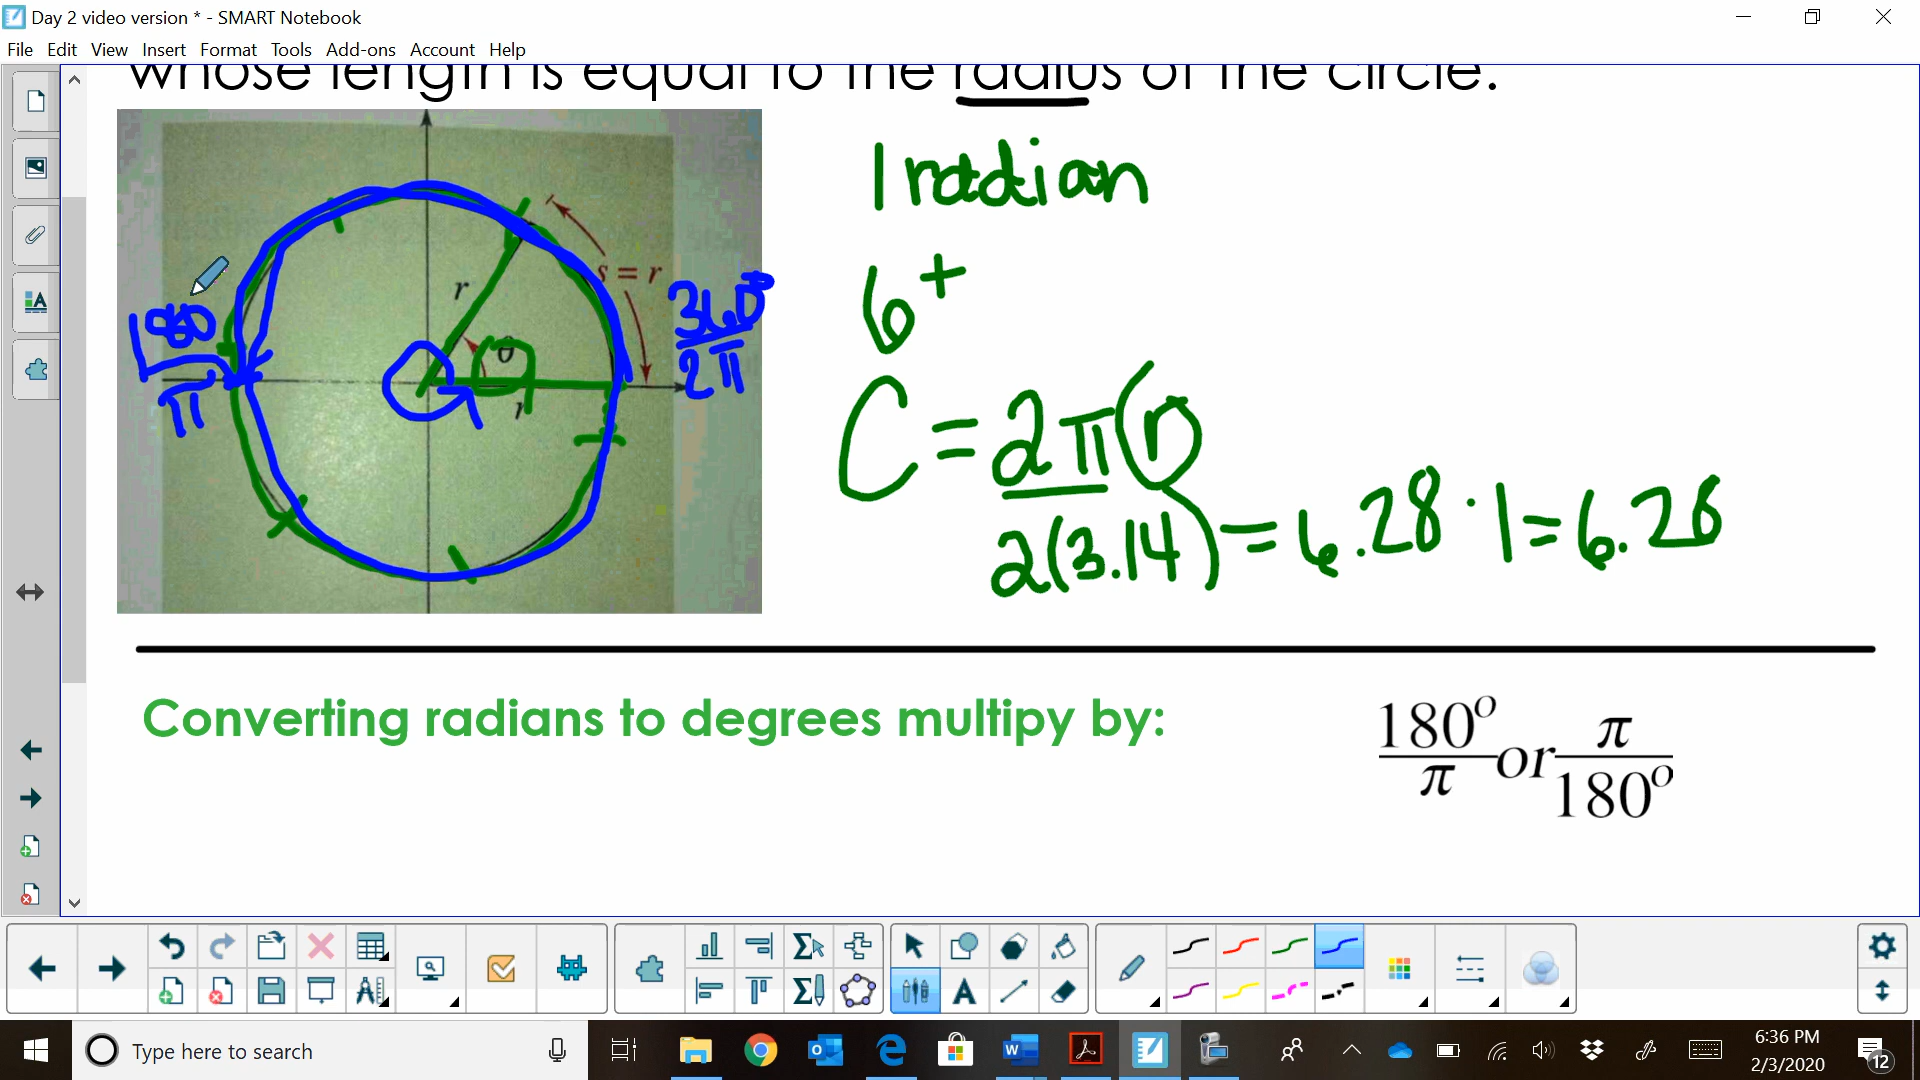 Day 2 video version * - SMART Notebook
File Edit View Insert Format Tools Add-ons Account Help
whose length is equal to the radius of the circle.
1 radian
6+
C = 2π(r)
2(3.14) = 6.28 · 1 = 6.28
s = r
r
θ
r
180
π
360°
2π
Converting radians to degrees multipy by:
180° or π
π 180°
Type here to search
6:36 PM
2/3/2020
12